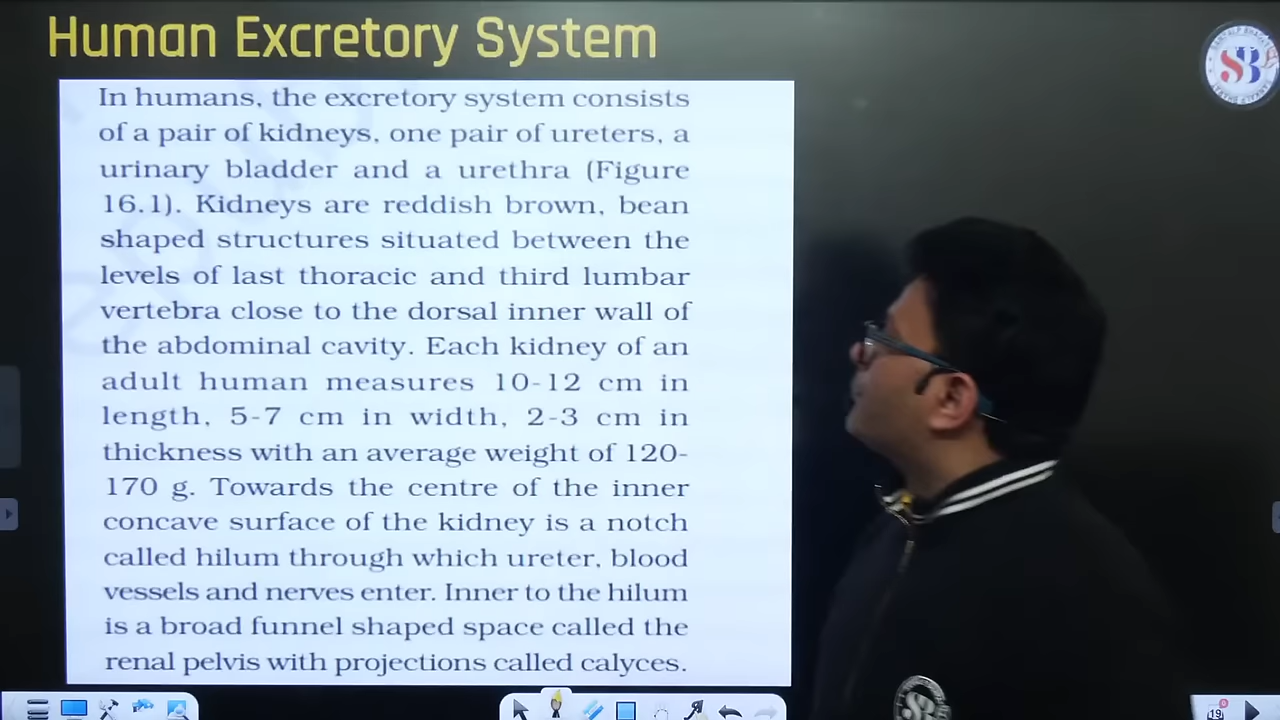 Human Excretory System
In humans, the excretory system consists
of a pair of kidneys, one pair of ureters, a
urinary bladder and a urethra (Figure
16.1). Kidneys are reddish brown, bean
shaped structures situated between the
levels of last thoracic and third lumbar
vertebra close to the dorsal inner wall of
the abdominal cavity. Each kidney of an
adult human measures 10-12 cm in
length, 5-7 cm in width, 2-3 cm in
thickness with an average weight of 120-
170 g. Towards the centre of the inner
concave surface of the kidney is a notch
called hilum through which ureter, blood
vessels and nerves enter. Inner to the hilum
is a broad funnel shaped space called the
renal pelvis with projections called calyces.
SB
19